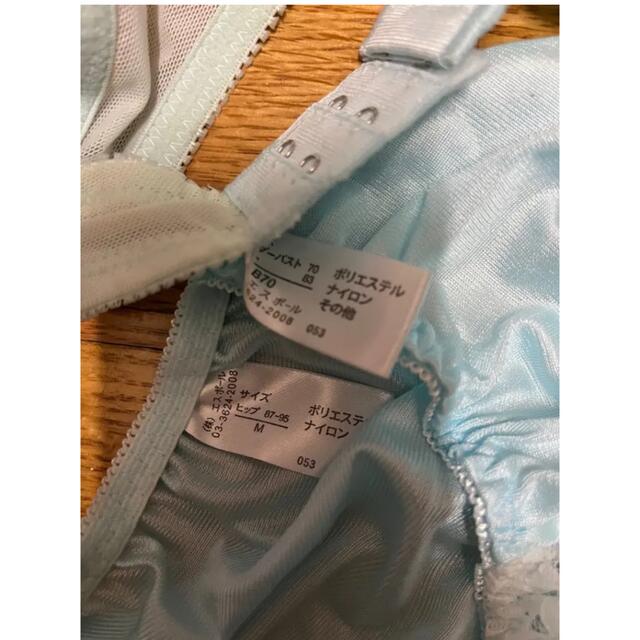 ーバスト 70
83
B70
エス ポール
624-2008
ポリエステル
ナイロン
その他
053
(株) エス ポール
03-3624-2008
サイズ
ヒップ 87-95
M
ポリエステ
ナイロン
053